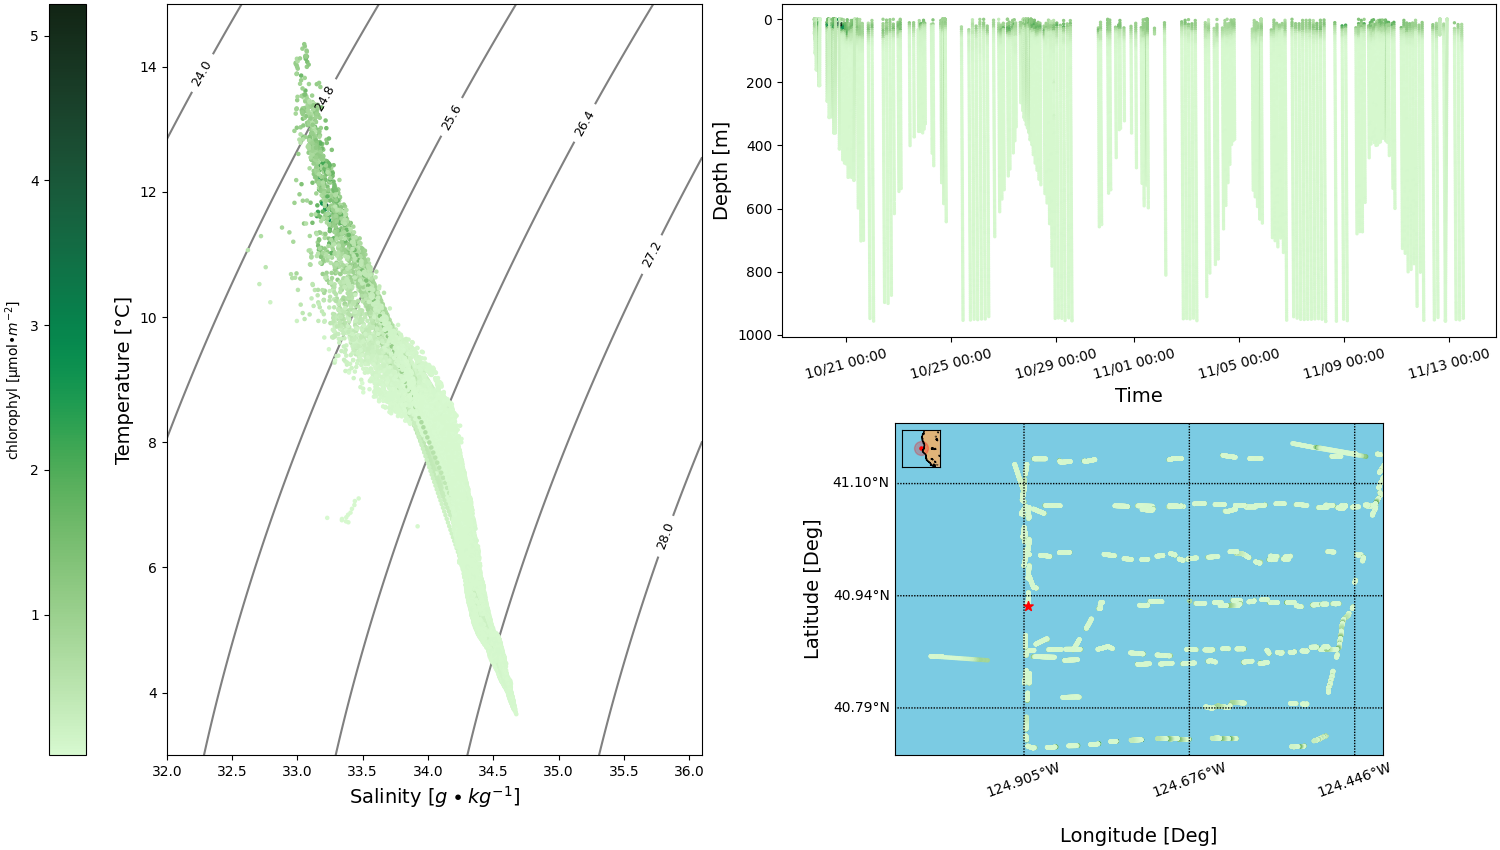 5
4
3
2
1
chlorophyl [µmol•m⁻²]
14
12
10
8
6
4
Temperature [°C]
24.0
24.8
25.6
26.4
27.2
28.0
32.0 32.5 33.0 33.5 34.0 34.5 35.0 35.5 36.0
Salinity [g • kg⁻¹]
0
200
400
600
800
1000
Depth [m]
10/21 00:00 10/25 00:00 10/29 00:00 11/01 00:00 11/05 00:00 11/09 00:00 11/13 00:00
Time
41.10°N
40.94°N
40.79°N
Latitude [Deg]
124.905°W 124.676°W 124.446°W
Longitude [Deg]